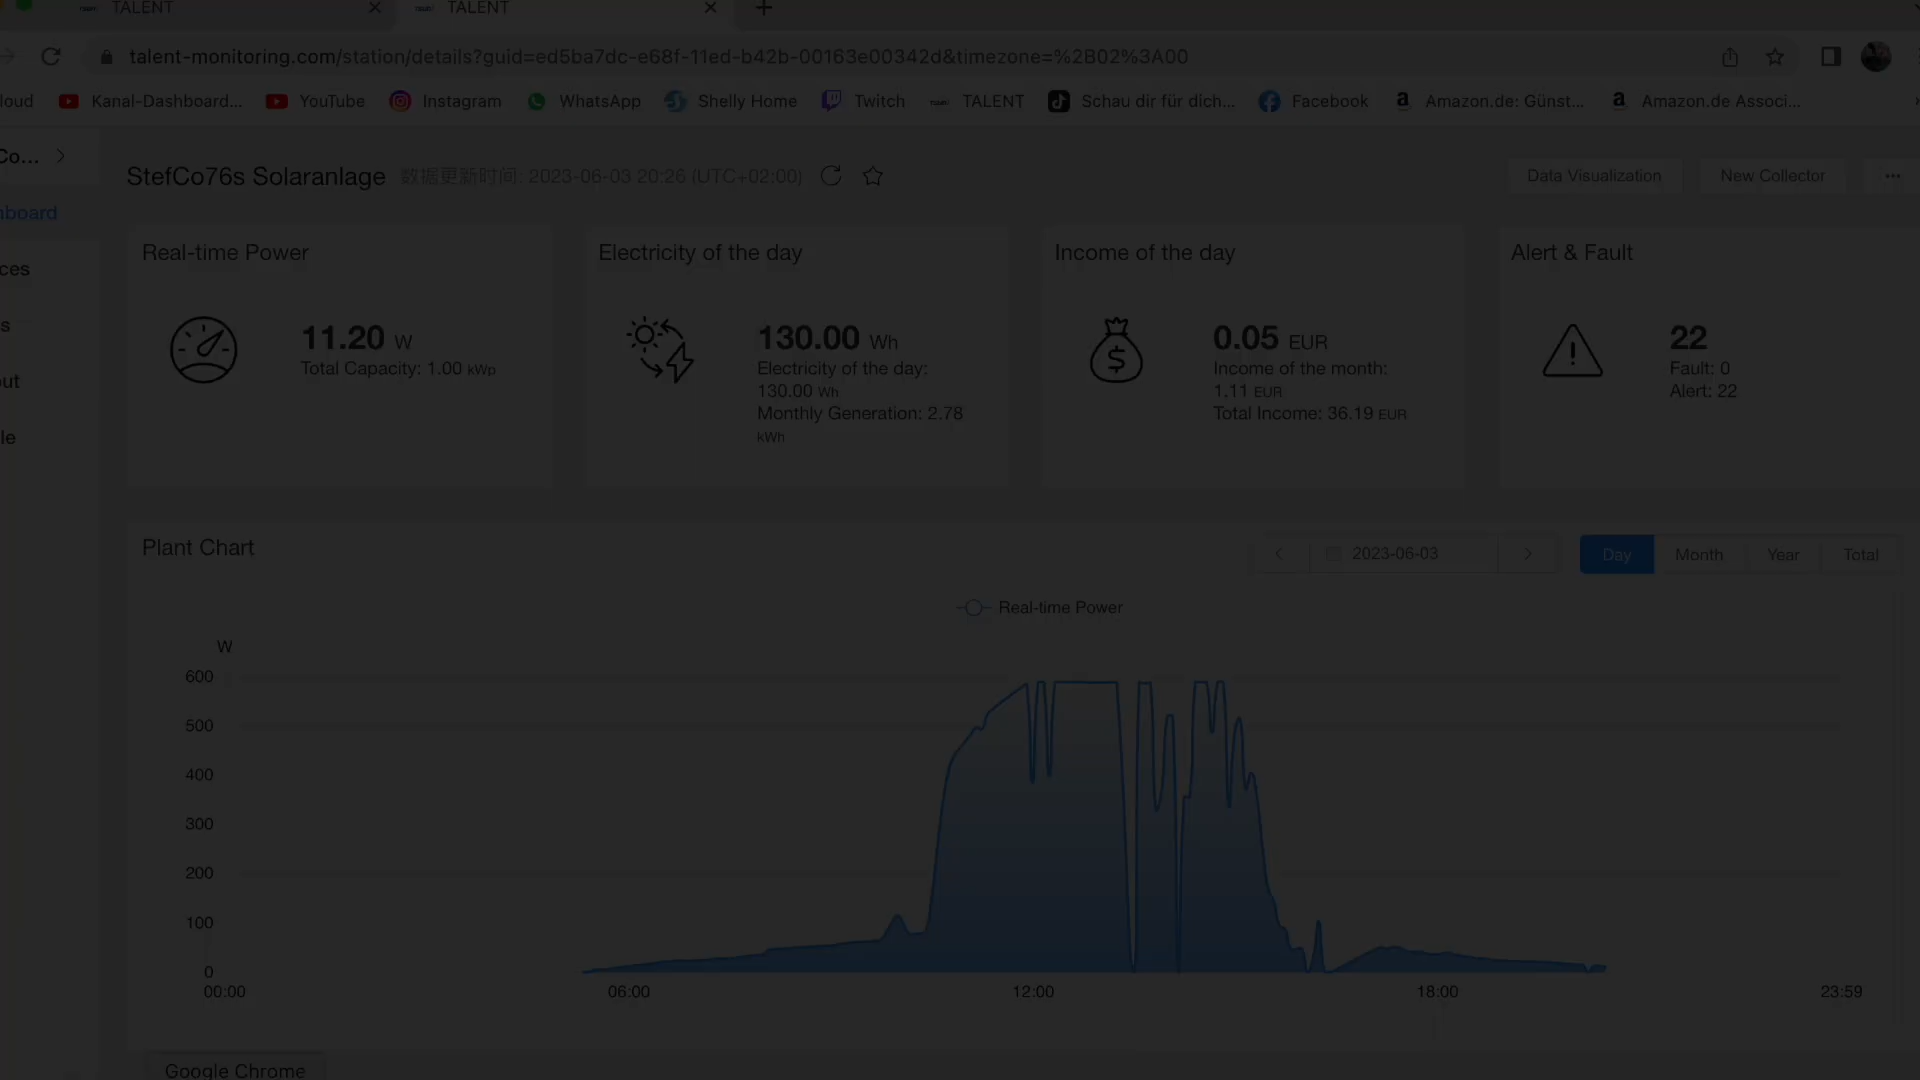 TALENT
TALENT
talent-monitoring.com/station/details?guid=ed5ba7dc-e68f-11ed-b42b-00163e00342d&timezone=%2B02%3A00
loud
Kanal-Dashboard...
YouTube
Instagram
WhatsApp
Shelly Home
Twitch
TALENT
Schau dir für dich...
Facebook
Amazon.de: Günst...
Amazon.de Associ...
Co...
StefCo76s Solaranlage
数据更新时间: 2023-06-03 20:26 (UTC+02:00)
Data Visualization
New Collector
...
nboard
ces
s
out
le
Real-time Power
11.20 W
Total Capacity: 1.00 kWp
Electricity of the day
130.00 Wh
Electricity of the day:
130.00 Wh
Monthly Generation: 2.78
kWh
Income of the day
0.05 EUR
Income of the month:
1.11 EUR
Total Income: 36.19 EUR
Alert & Fault
22
Fault: 0
Alert: 22
Plant Chart
2023-06-03
Day
Month
Year
Total
Real-time Power
W
600
500
400
300
200
100
0
00:00
06:00
12:00
18:00
23:59
Google Chrome